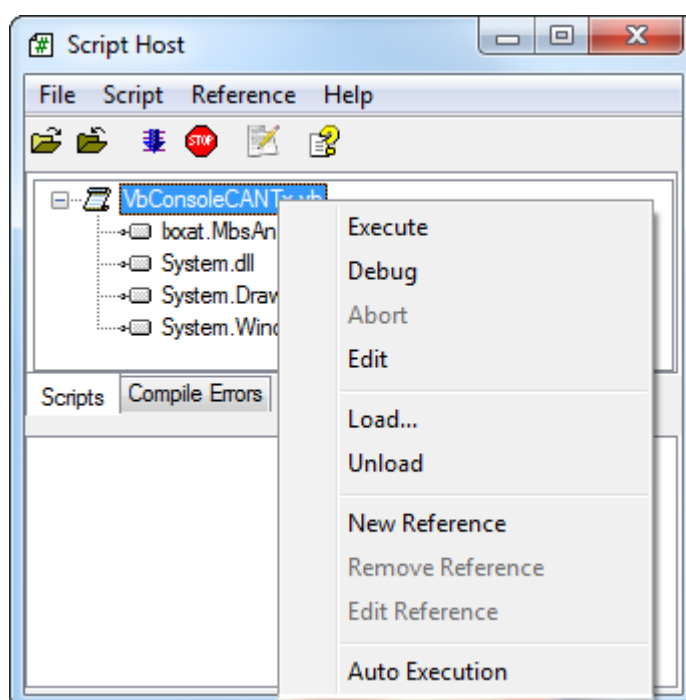 Script Host
File Script Reference Help
STOP
VbConsoleCANTx.vb
Ixxat.MbsAn
System.dll
System.Draw
System.Wind
Execute
Debug
Abort
Edit
Load...
Unload
New Reference
Remove Reference
Edit Reference
Auto Execution
Scripts Compile Errors